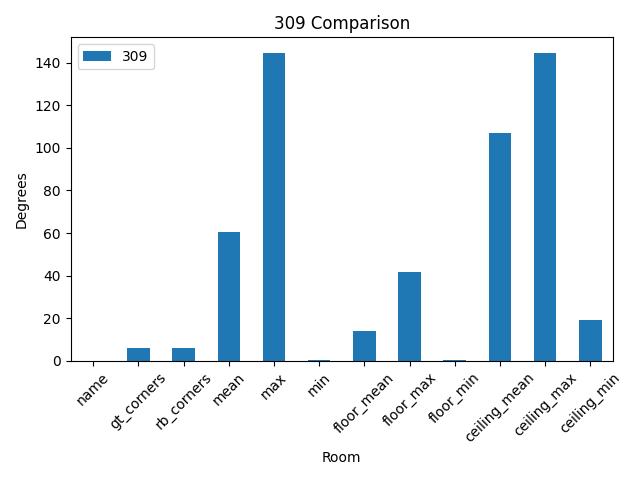 309 Comparison
309
140
120
100
80
60
40
20
0
Degrees
name
gt_corners
rb_corners
mean
max
min
floor_mean
floor_max
floor_min
ceiling_mean
ceiling_max
ceiling_min
Room